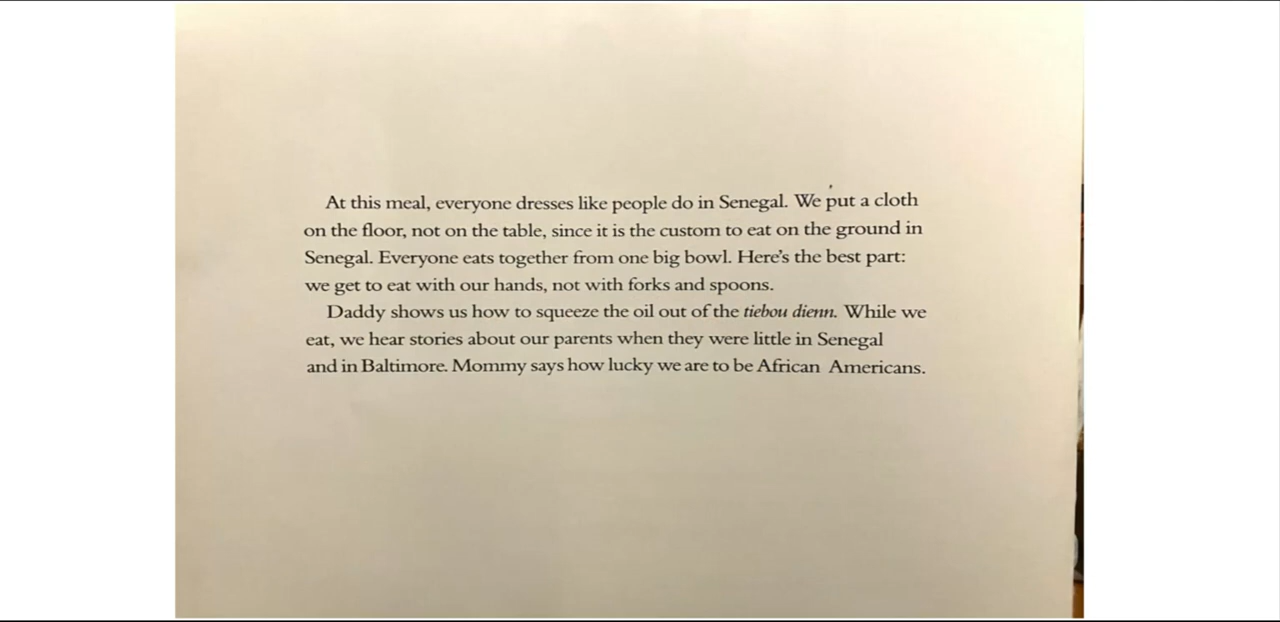 At this meal, everyone dresses like people do in Senegal. We put a cloth
on the floor, not on the table, since it is the custom to eat on the ground in
Senegal. Everyone eats together from one big bowl. Here's the best part:
we get to eat with our hands, not with forks and spoons.
Daddy shows us how to squeeze the oil out of the tiebou dienn. While we
eat, we hear stories about our parents when they were little in Senegal
and in Baltimore. Mommy says how lucky we are to be African Americans.